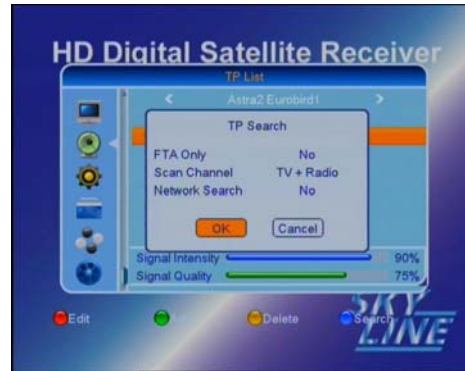 HD Digital Satellite Receiver
TP List
< Astra2 Eurobird1 >
TP Search
FTA Only No
Scan Channel TV + Radio
Network Search No
OK Cancel
Signal Intensity 90%
Signal Quality 75%
Edit Delete Search
SKY
LINE